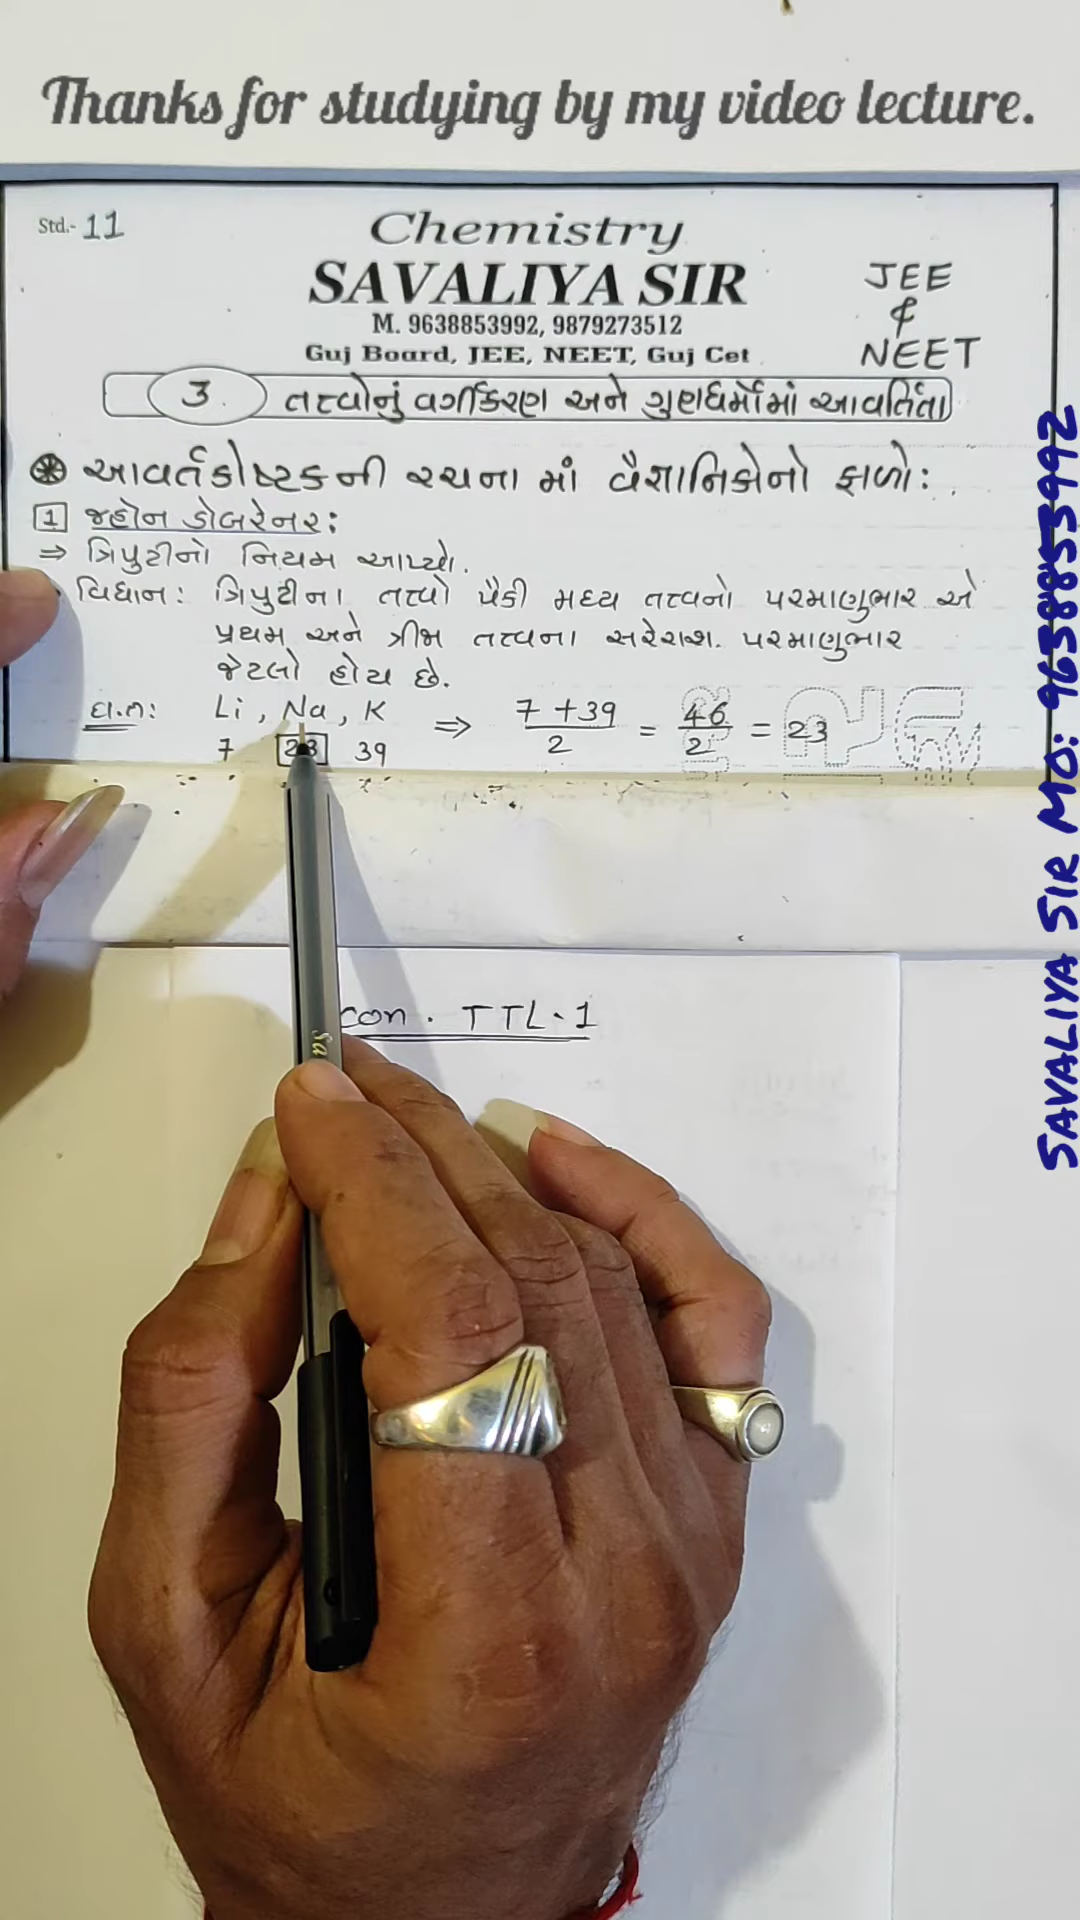 Thanks for studying by my video lecture.
Std.- 11
Chemistry
SAVALIYA SIR
M. 9638853992, 9879273512
Guj Board, JEE, NEET, Guj Cet
JEE
&
NEET
3. તત્ત્વોનું વર્ગીકરણ અને ગુણધર્મોમાં આવર્તિતા
આવર્તકોષ્ટકની રચના માં વૈજ્ઞાનિકોનો ફાળો:
1 જહોન ડોબરેનર:
⇒ ત્રિપુટીનો નિયમ આપ્યો.
વિધાન: ત્રિપુટીના તત્વો પૈકી મધ્ય તત્વનો પરમાણુભાર એ
પ્રથમ અને ત્રીજા તત્વના સરેરાશ પરમાણુભાર
જેટલો હોય છે.
દા.ત: Li , Na , K ⇒ 7 + 39 / 2 = 46 / 2 = 23
7 23 39
con. TTL-1
SAVALIYA SIR MO: 9638853992